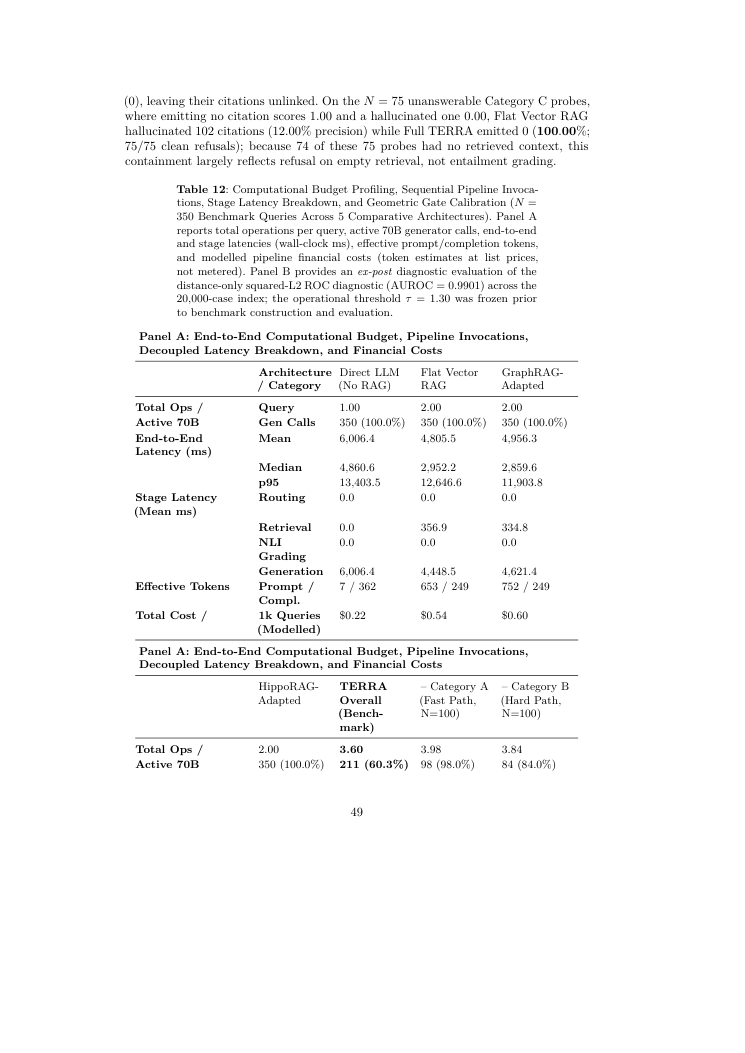 (0), leaving their citations unlinked. On the N = 75 unanswerable Category C probes,
where emitting no citation scores 1.00 and a hallucinated one 0.00, Flat Vector RAG
hallucinated 102 citations (12.00% precision) while Full TERRA emitted 0 (100.00%;
75/75 clean refusals); because 74 of these 75 probes had no retrieved context, this
containment largely reflects refusal on empty retrieval, not entailment grading.
Table 12: Computational Budget Profiling, Sequential Pipeline Invoca-
tions, Stage Latency Breakdown, and Geometric Gate Calibration (N =
350 Benchmark Queries Across 5 Comparative Architectures). Panel A
reports total operations per query, active 70B generator calls, end-to-end
and stage latencies (wall-clock ms), effective prompt/completion tokens,
and modelled pipeline financial costs (token estimates at list prices,
not metered). Panel B provides an ex-post diagnostic evaluation of the
distance-only squared-L2 ROC diagnostic (AUROC = 0.9901) across the
20,000-case index; the operational threshold τ = 1.30 was frozen prior
to benchmark construction and evaluation.
Panel A: End-to-End Computational Budget, Pipeline Invocations,
Decoupled Latency Breakdown, and Financial Costs
Architecture Direct LLM Flat Vector GraphRAG-
/ Category (No RAG) RAG Adapted
Total Ops / Query 1.00 2.00 2.00
Active 70B Gen Calls 350 (100.0%) 350 (100.0%) 350 (100.0%)
End-to-End Mean 6,006.4 4,805.5 4,956.3
Latency (ms)
Median 4,860.6 2,952.2 2,859.6
p95 13,403.5 12,646.6 11,903.8
Stage Latency Routing 0.0 0.0 0.0
(Mean ms)
Retrieval 0.0 356.9 334.8
NLI 0.0 0.0 0.0
Grading
Generation 6,006.4 4,448.5 4,621.4
Effective Tokens Prompt / 7 / 362 653 / 249 752 / 249
Compl.
Total Cost / 1k Queries $0.22 $0.54 $0.60
(Modelled)
Panel A: End-to-End Computational Budget, Pipeline Invocations,
Decoupled Latency Breakdown, and Financial Costs
HippoRAG- TERRA – Category A – Category B
Adapted Overall (Fast Path, (Hard Path,
(Bench- N=100) N=100)
mark)
Total Ops / 2.00 3.60 3.98 3.84
Active 70B 350 (100.0%) 211 (60.3%) 98 (98.0%) 84 (84.0%)
49